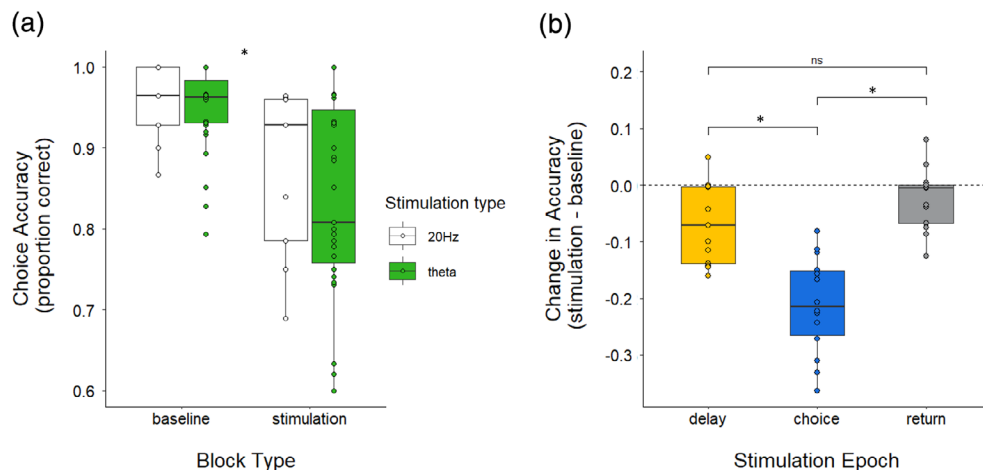 (a)
*
Choice Accuracy
(proportion correct)
1.0
0.9
0.8
0.7
0.6
baseline
stimulation
Block Type
Stimulation type
20Hz
theta
(b)
Change in Accuracy
(stimulation - baseline)
0.2
0.1
0.0
-0.1
-0.2
-0.3
ns
*
*
delay
choice
return
Stimulation Epoch